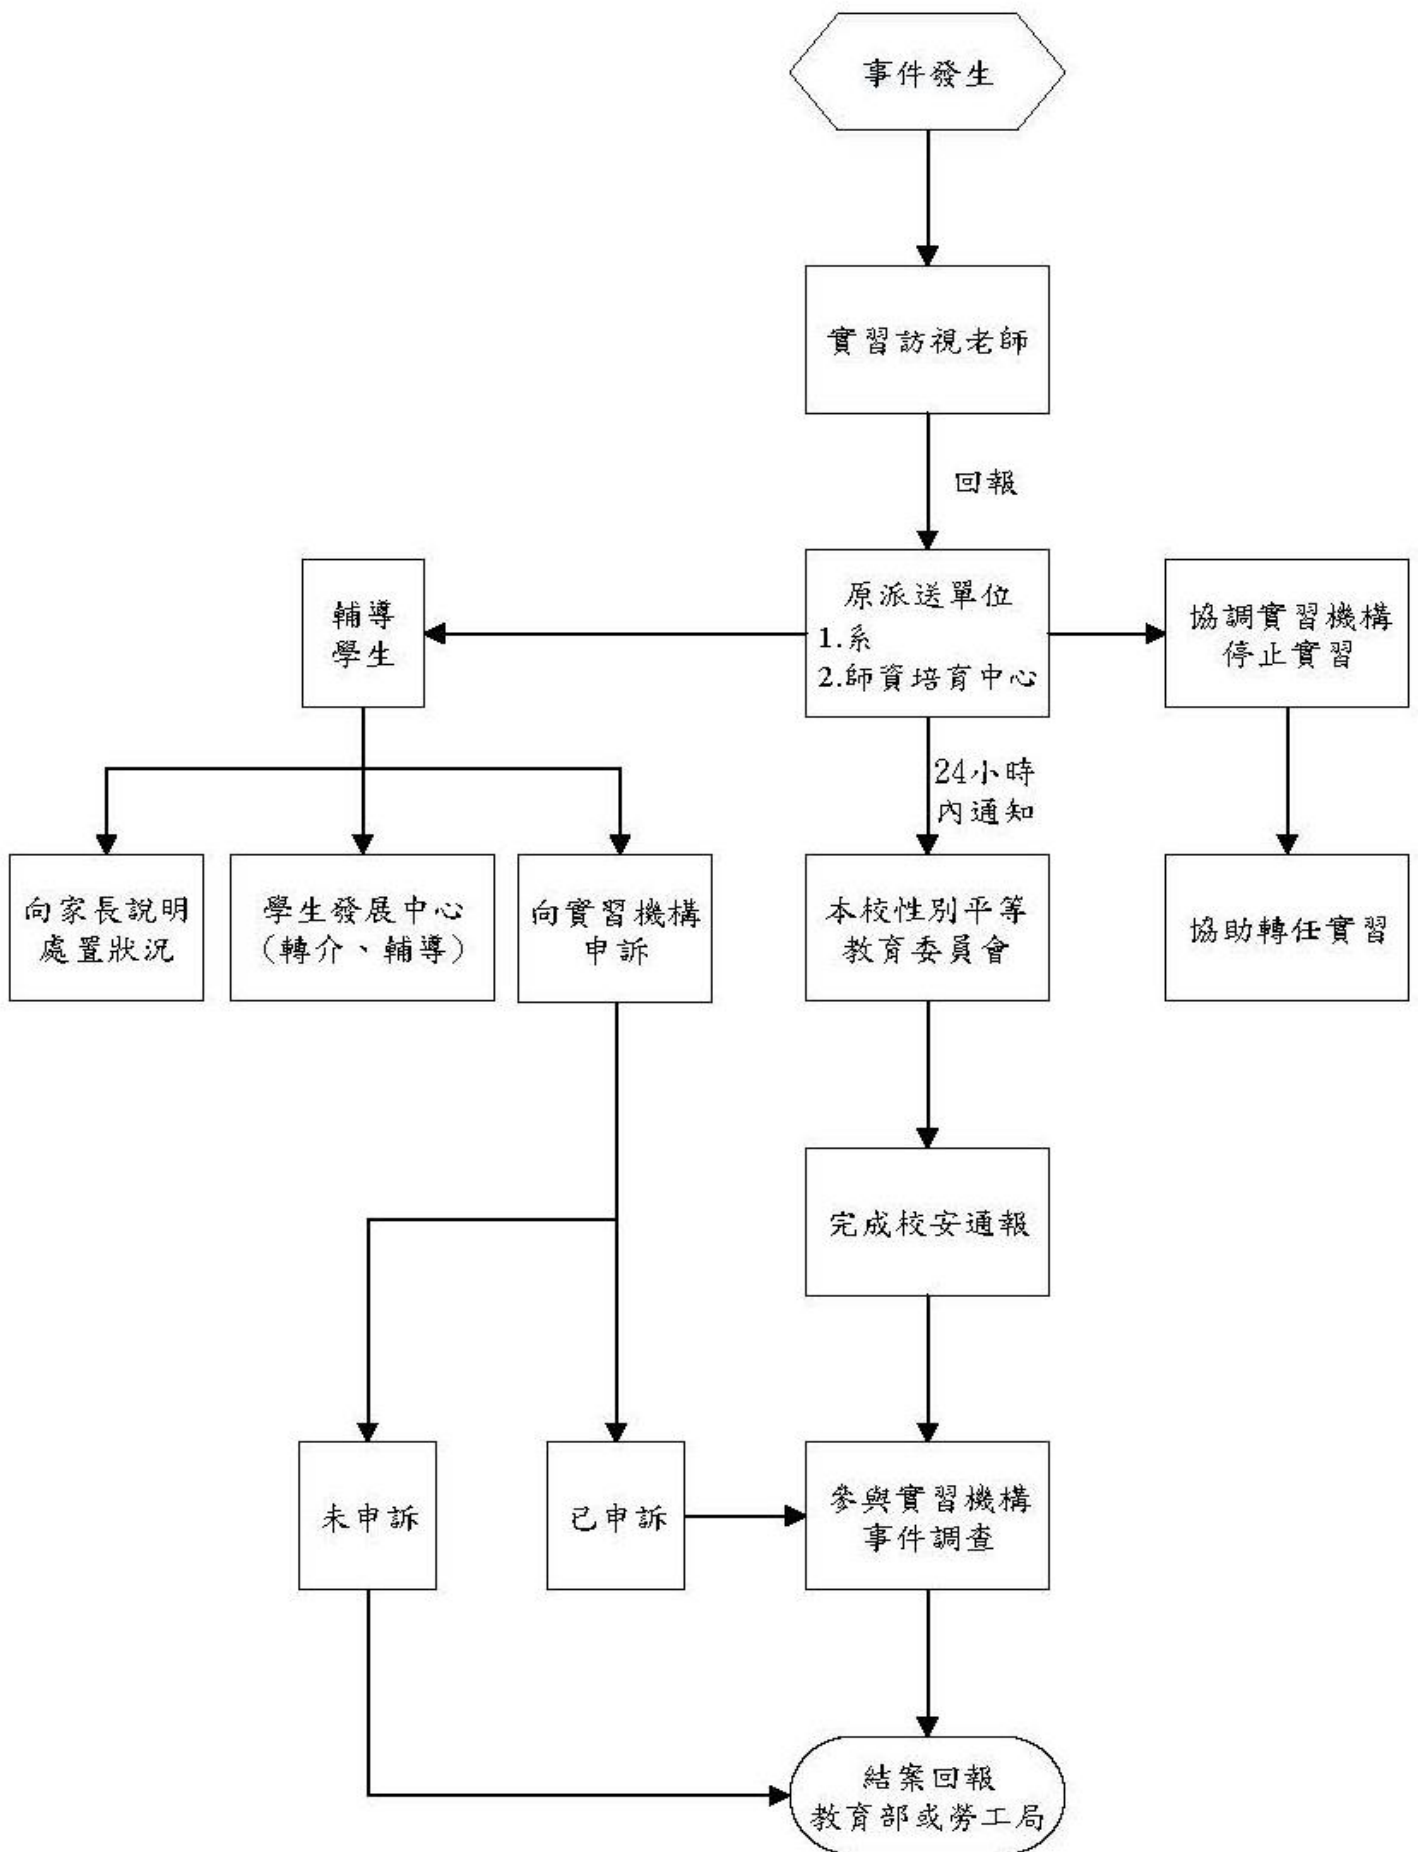 事件發生
實習訪視老師
回報
輔導
學生
原派送單位
1.系
2.師資培育中心
協調實習機構
停止實習
24小時
內通知
向家長說明
處置狀況
學生發展中心
(轉介、輔導)
向實習機構
申訴
本校性別平等
教育委員會
協助轉任實習
完成校安通報
未申訴
已申訴
參與實習機構
事件調查
結案回報
教育部或勞工局